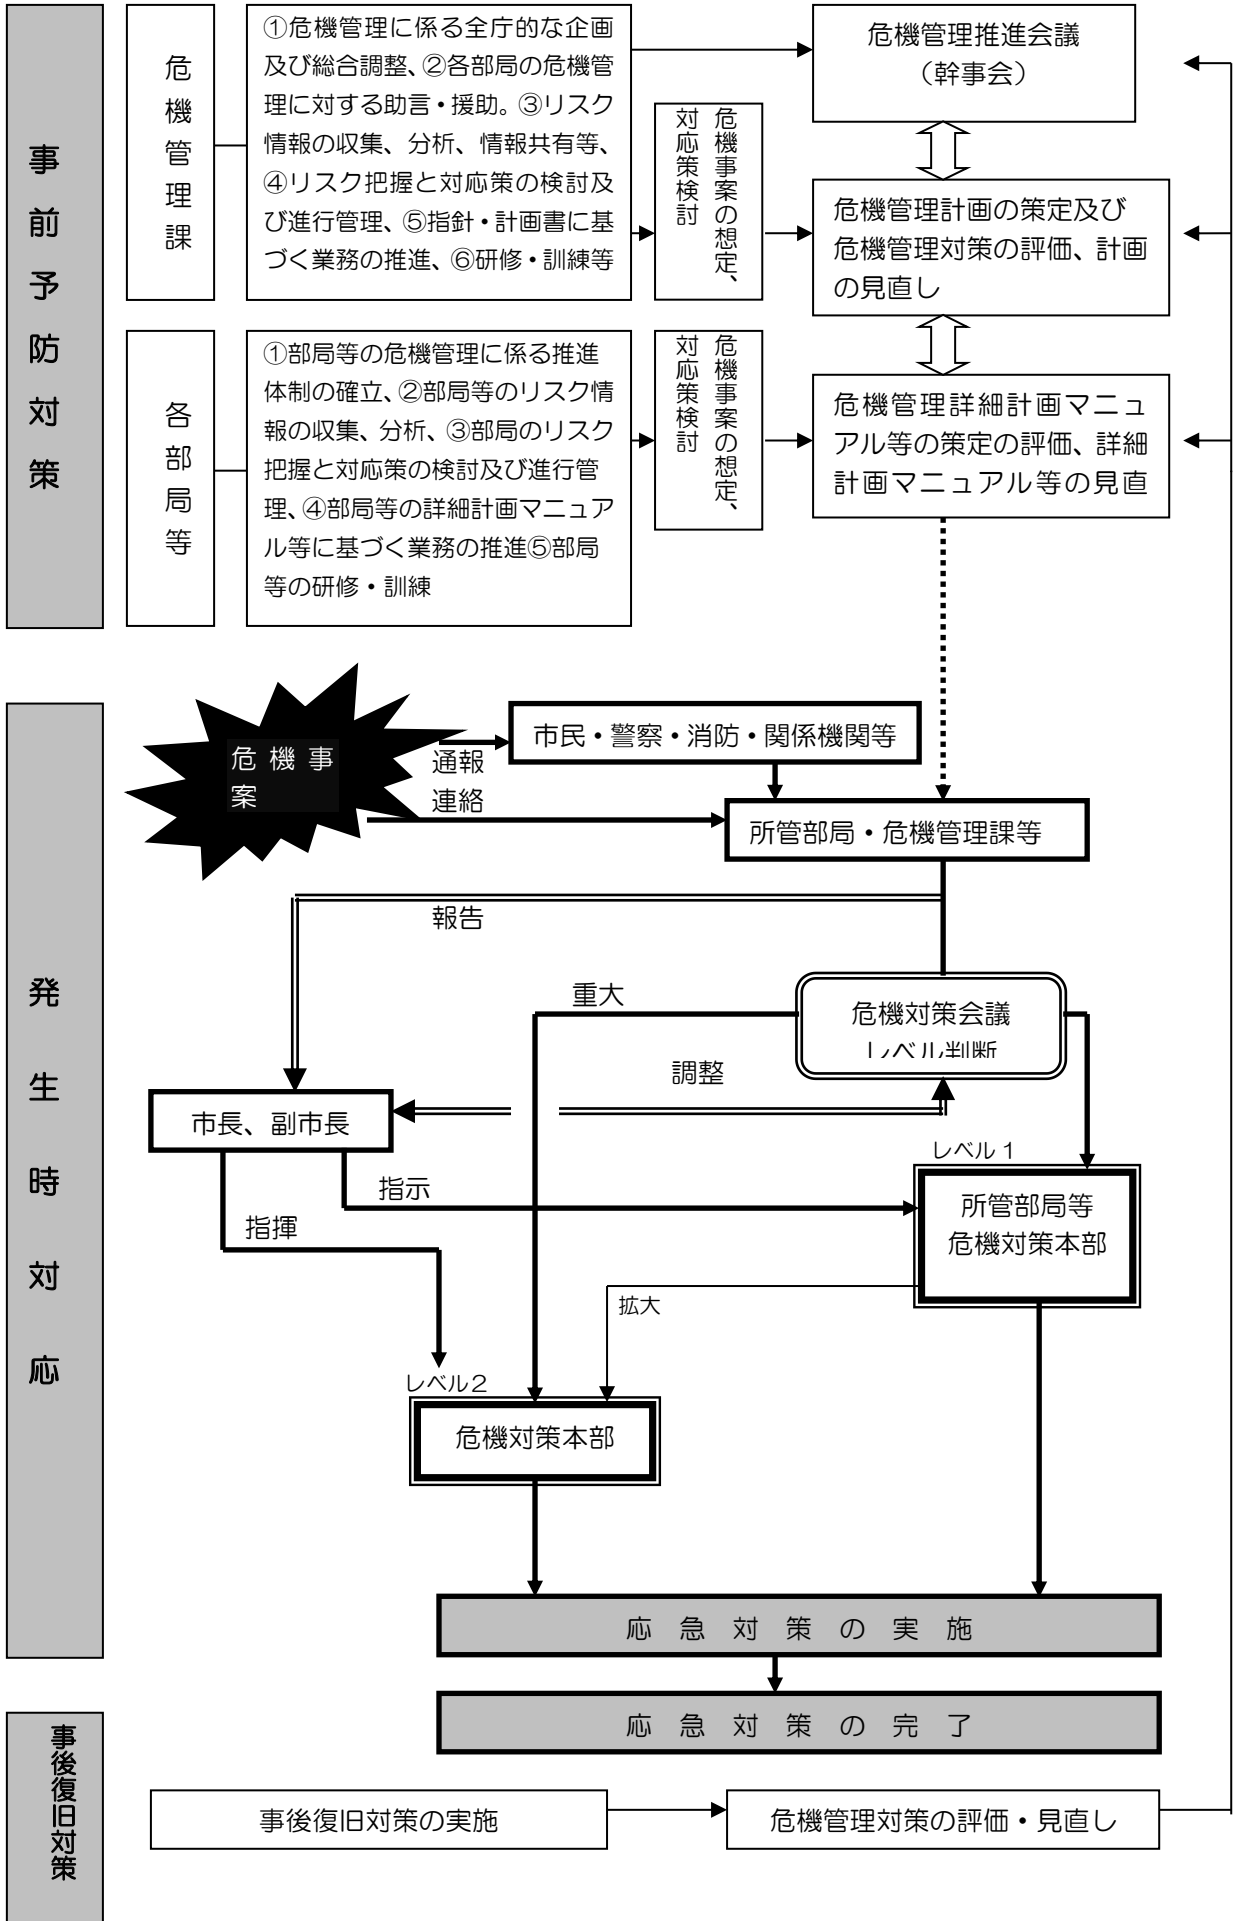 事前予防対策
危機管理課
①危機管理に係る全庁的な企画
及び総合調整、②各部局の危機管
理に対する助言・援助。③リスク
情報の収集、分析、情報共有等、
④リスク把握と対応策の検討及
び進行管理、⑤指針・計画書に基
づく業務の推進、⑥研修・訓練等
危機事案の想定、
対応策検討
危機管理推進会議
（幹事会）
危機管理計画の策定及び
危機管理対策の評価、計画
の見直し
各部局等
①部局等の危機管理に係る推進
体制の確立、②部局等のリスク情
報の収集、分析、③部局のリスク
把握と対応策の検討及び進行管
理、④部局等の詳細計画マニュア
ル等に基づく業務の推進⑤部局
等の研修・訓練
危機事案の想定、
対応策検討
危機管理詳細計画マニュ
アル等の策定の評価、詳細
計画マニュアル等の見直
発生時対応
危機事
案
通報
連絡
市民・警察・消防・関係機関等
所管部局・危機管理課等
報告
重大
危機対策会議
レベル判断
調整
市長、副市長
指示
指揮
レベル１
所管部局等
危機対策本部
拡大
レベル２
危機対策本部
応急対策の実施
応急対策の完了
事後復旧対策
事後復旧対策の実施
危機管理対策の評価・見直し